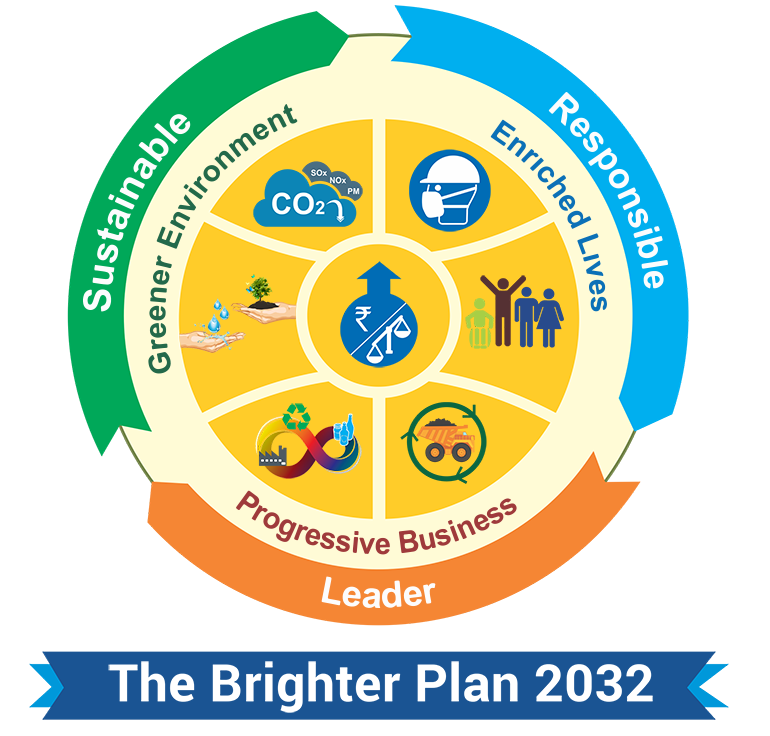 Sustainable
Responsible
Greener Environment
Enriched Lives
SOx
NOx
PM
CO2
₹
Progressive Business
Leader
The Brighter Plan 2032